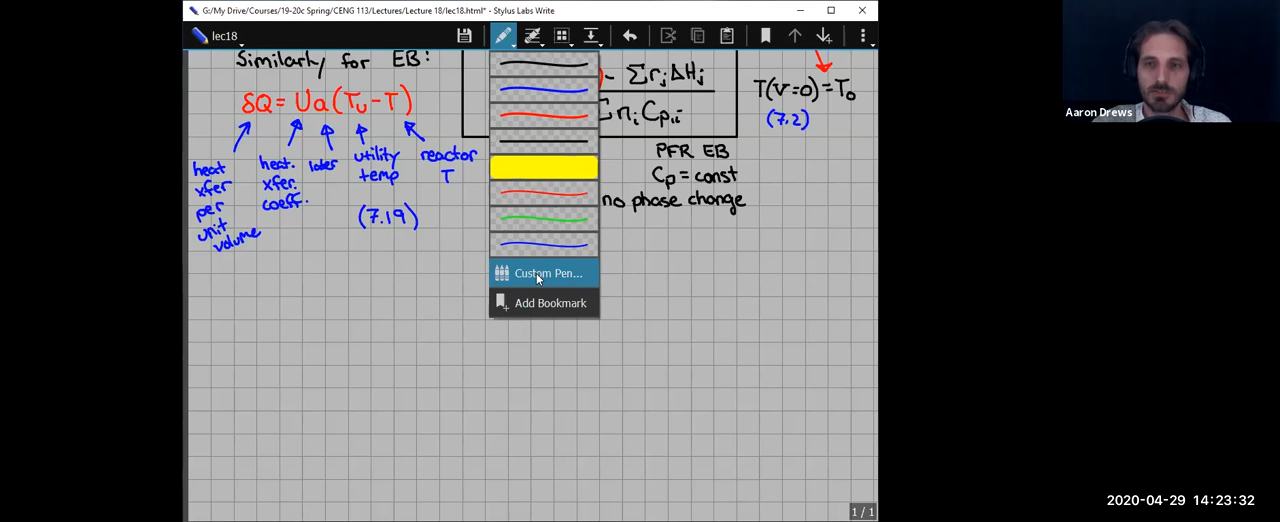 G:/My Drive/Courses/19-20c Spring/CENG 113/Lectures/Lecture 18/lec18.html* - Stylus Labs Write
lec18
Similarly for EB:
δQ = Ua(Tu - T)
heat xfer per unit volume
heat. xfer. coeff.
later
utility temp
reactor T
(7.19)
Custom Pen...
Add Bookmark
- Σrⱼ ΔHⱼ
Σnᵢ Cp,ᵢ
PFR EB
Cp = const
no phase change
T(V=0) = T₀
(7.2)
1 / 1
Aaron Drews
2020-04-29 14:23:32